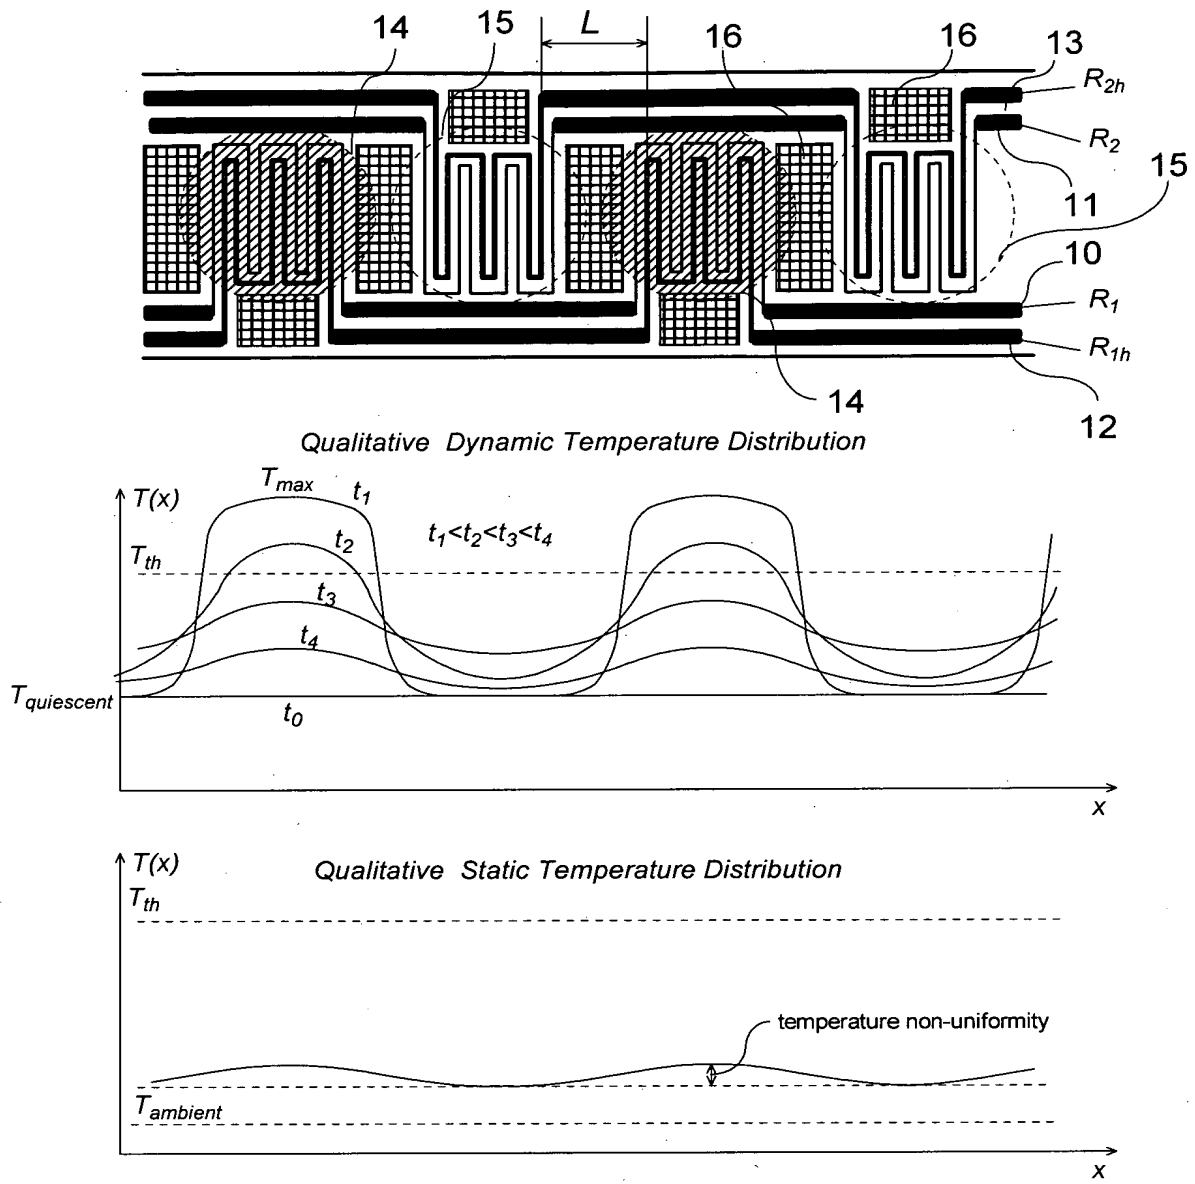 14
15
L
16
16
13
R2h
R2
11
15
10
R1
R1h
12
14
Qualitative Dynamic Temperature Distribution
T(x)
Tmax
t1
t2
t1<t2<t3<t4
Tth
t3
t4
Tquiescent
t0
x
T(x)
Qualitative Static Temperature Distribution
Tth
temperature non-uniformity
Tambient
x